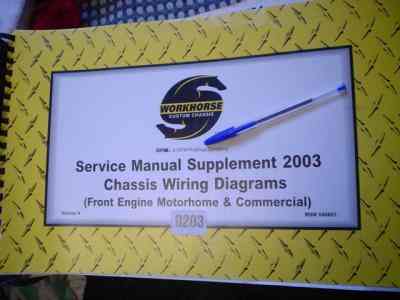 WORKHORSE
CUSTOM CHASSIS
Service Manual Supplement 2003
Chassis Wiring Diagrams
(Front Engine Motorhome & Commercial)
0203